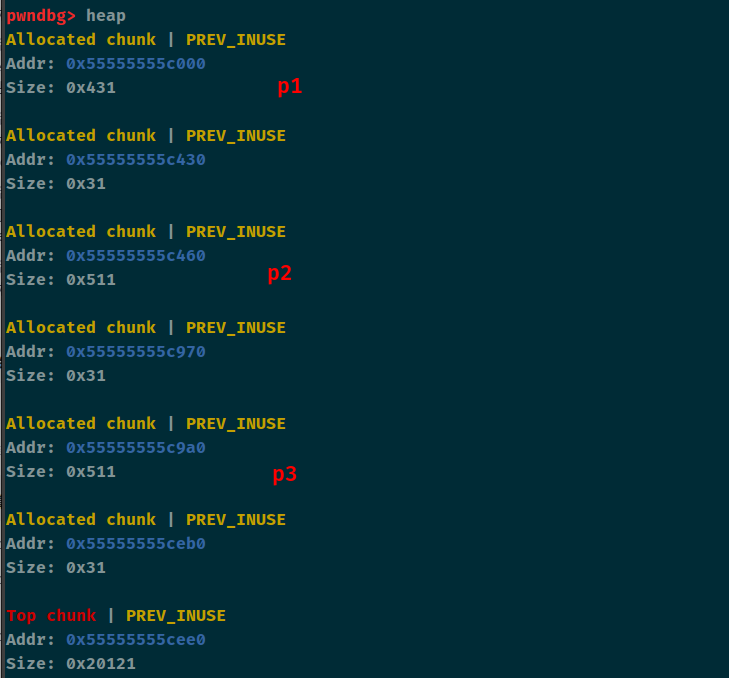 pwndbg> heap
Allocated chunk | PREV_INUSE
Addr: 0x55555555c000
Size: 0x431
p1
Allocated chunk | PREV_INUSE
Addr: 0x55555555c430
Size: 0x31
Allocated chunk | PREV_INUSE
Addr: 0x55555555c460
Size: 0x511
p2
Allocated chunk | PREV_INUSE
Addr: 0x55555555c970
Size: 0x31
Allocated chunk | PREV_INUSE
Addr: 0x55555555c9a0
Size: 0x511
p3
Allocated chunk | PREV_INUSE
Addr: 0x55555555ceb0
Size: 0x31
Top chunk | PREV_INUSE
Addr: 0x55555555cee0
Size: 0x20121